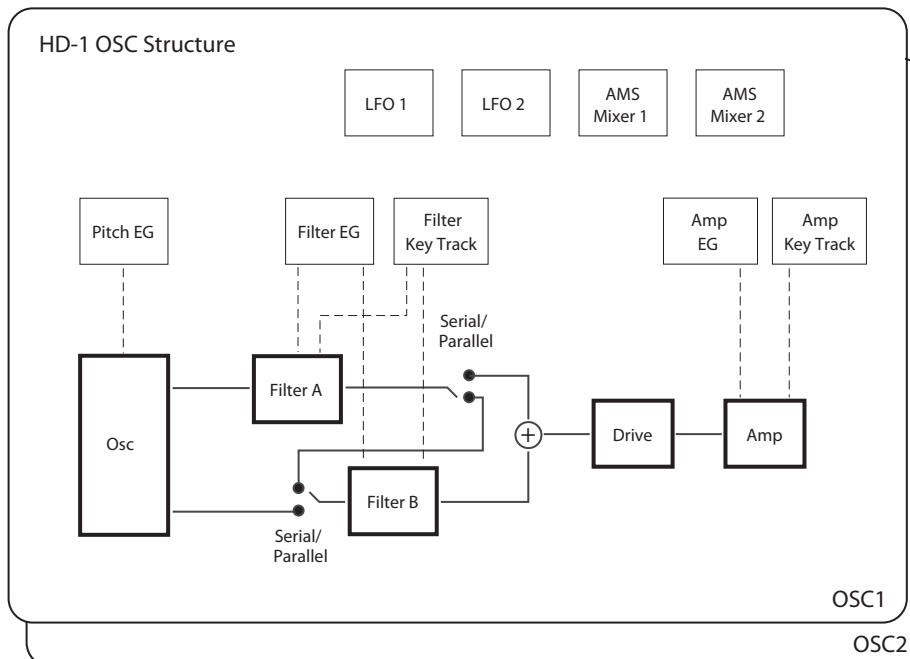 HD-1 OSC Structure
LFO 1
LFO 2
AMS
Mixer 1
AMS
Mixer 2
Pitch EG
Filter EG
Filter
Key Track
Amp
EG
Amp
Key Track
Serial/
Parallel
Osc
Filter A
+
Drive
Amp
Filter B
Serial/
Parallel
OSC1
OSC2